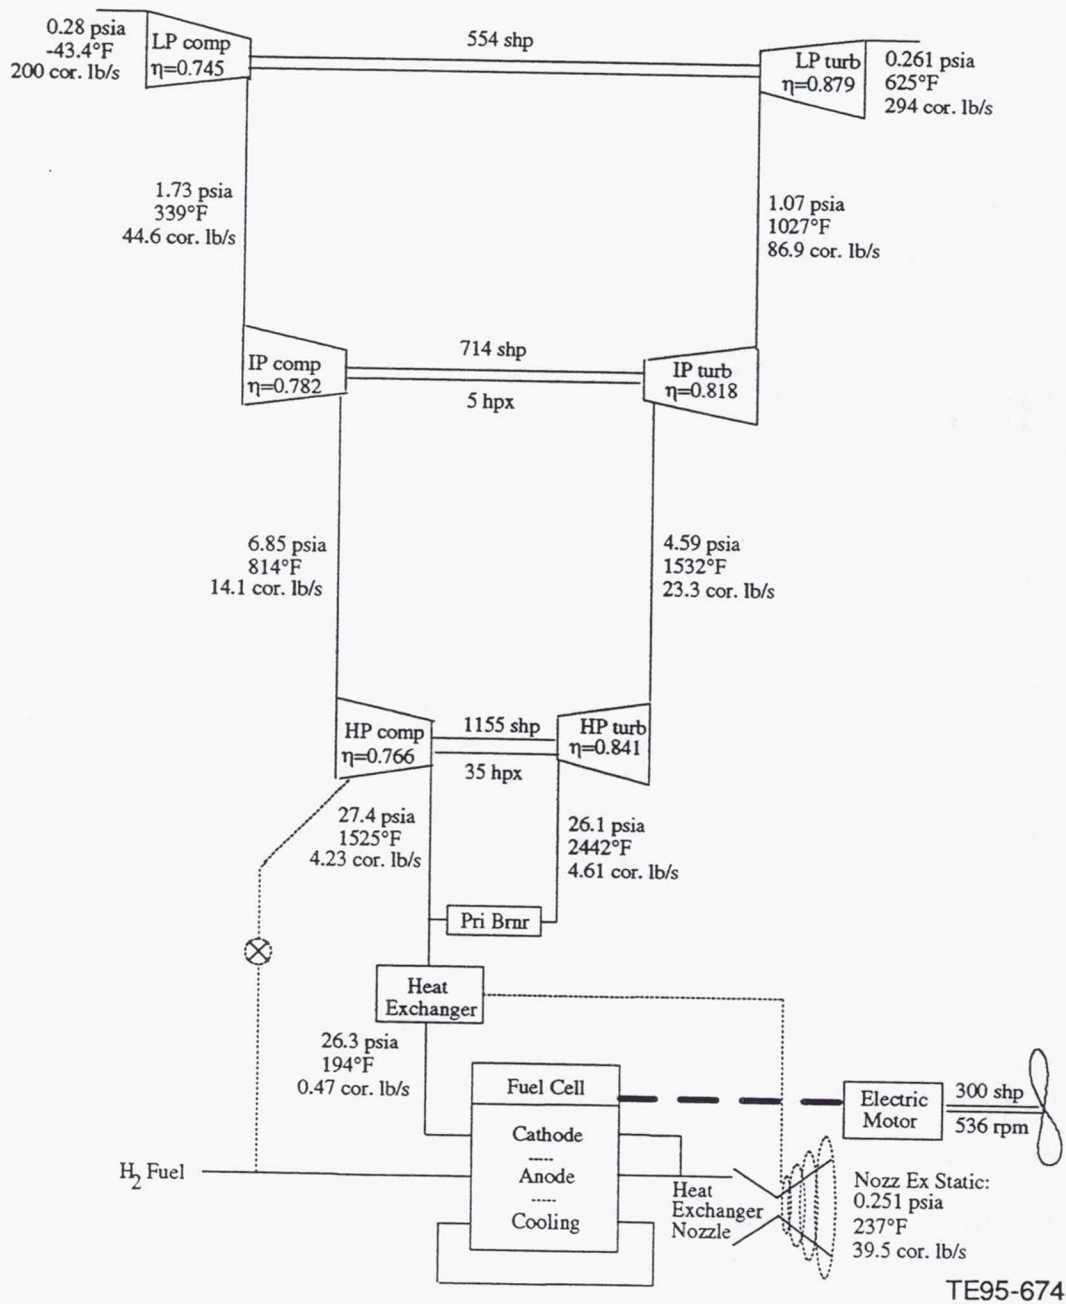 0.28 psia
-43.4°F
200 cor. lb/s
LP comp
η=0.745
554 shp
LP turb
η=0.879
0.261 psia
625°F
294 cor. lb/s
1.73 psia
339°F
44.6 cor. lb/s
1.07 psia
1027°F
86.9 cor. lb/s
IP comp
η=0.782
714 shp
5 hpx
IP turb
η=0.818
6.85 psia
814°F
14.1 cor. lb/s
4.59 psia
1532°F
23.3 cor. lb/s
HP comp
η=0.766
1155 shp
35 hpx
HP turb
η=0.841
27.4 psia
1525°F
4.23 cor. lb/s
26.1 psia
2442°F
4.61 cor. lb/s
Pri Brnr
Heat
Exchanger
26.3 psia
194°F
0.47 cor. lb/s
Fuel Cell
Cathode
Anode
Cooling
H₂ Fuel
Electric
Motor
300 shp
536 rpm
Heat
Exchanger
Nozzle
Nozz Ex Static:
0.251 psia
237°F
39.5 cor. lb/s
TE95-674